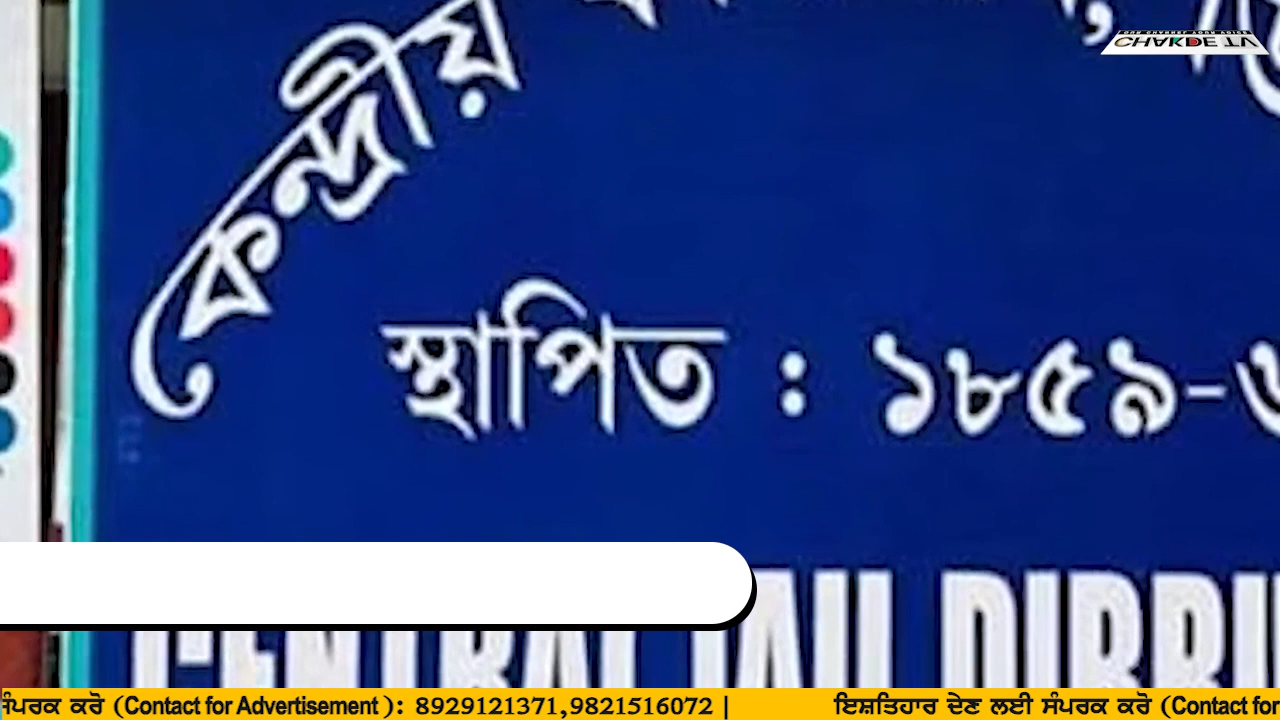 CHAKDE TV
কেন্দ্ৰীয়
স্থাপিত : ১৮৫৯-৬
CENTRAL JAIL DIBRU
ਸੰਪਰਕ ਕਰੋ (Contact for Advertisement ): 8929121371,9821516072 | ਇਸ਼ਤਿਹਾਰ ਦੇਣ ਲਈ ਸੰਪਰਕ ਕਰੋ (Contact for